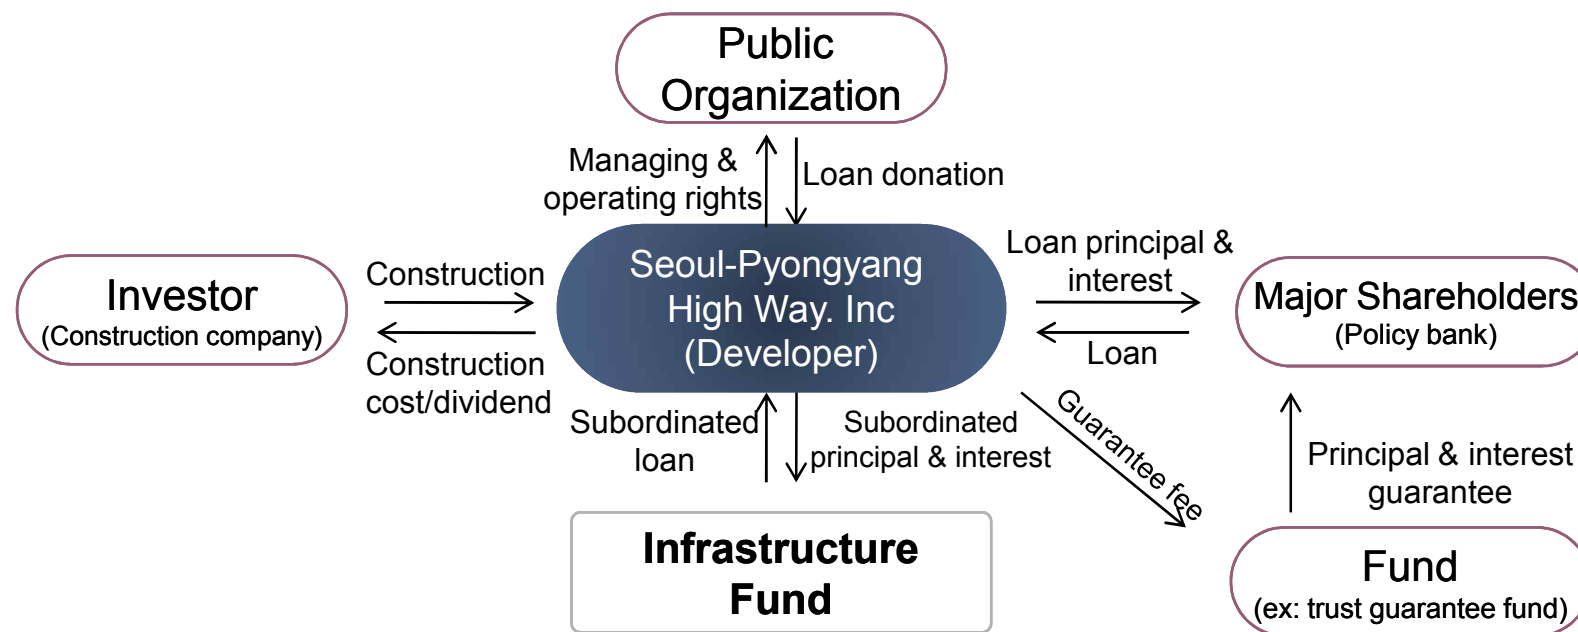 Public
Organization
Managing &
operating rights
Loan donation
Seoul-Pyongyang
High Way. Inc
(Developer)
Investor
(Construction company)
Construction
Construction
cost/dividend
Loan principal &
interest
Loan
Major Shareholders
(Policy bank)
Subordinated
loan
Subordinated
principal & interest
Guarantee fee
Principal & interest
guarantee
Infrastructure
Fund
Fund
(ex: trust guarantee fund)